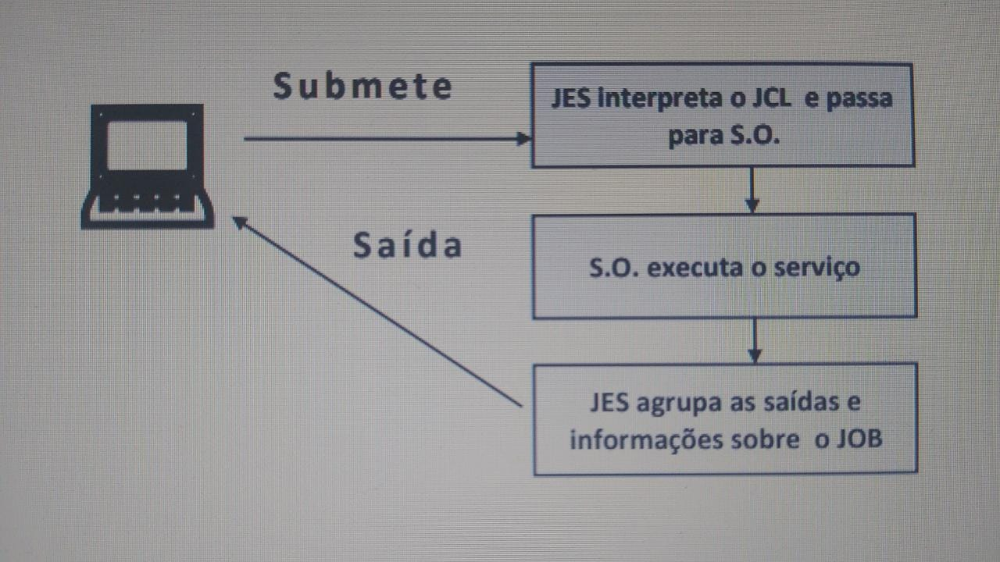 Submete
JES interpreta o JCL e passa
para S.O.
S.O. executa o serviço
Saída
JES agrupa as saídas e
informações sobre o JOB